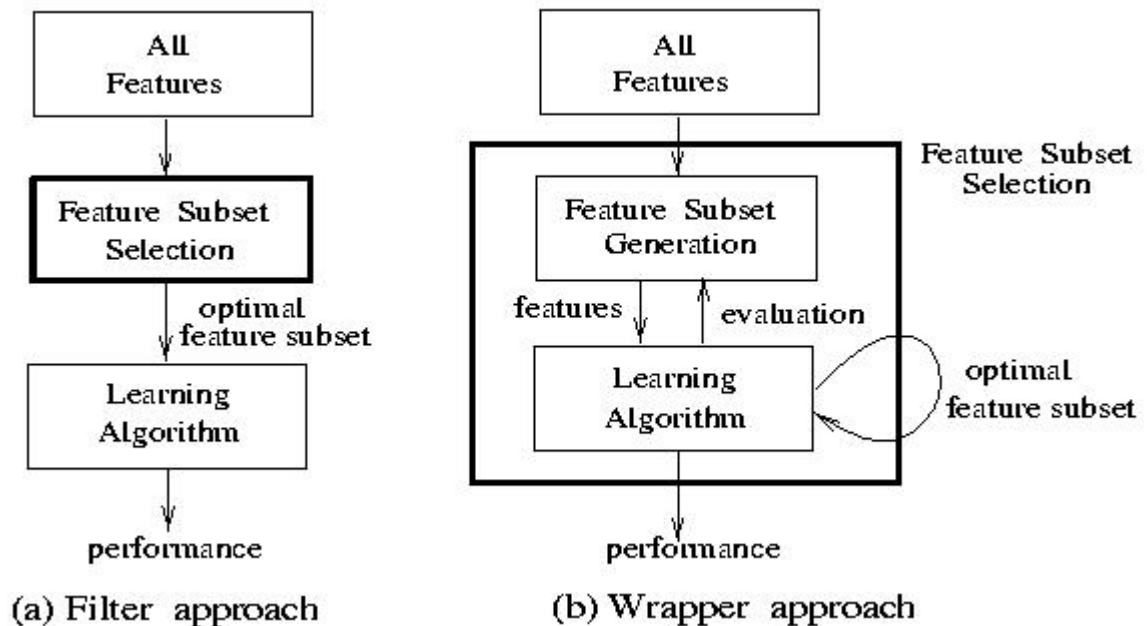 All
Features
Feature Subset
Selection
optimal
feature subset
Learning
Algorithm
performance
(a) Filter approach
All
Features
Feature Subset
Selection
Feature Subset
Generation
features
evaluation
Learning
Algorithm
optimal
feature subset
performance
(b) Wrapper approach